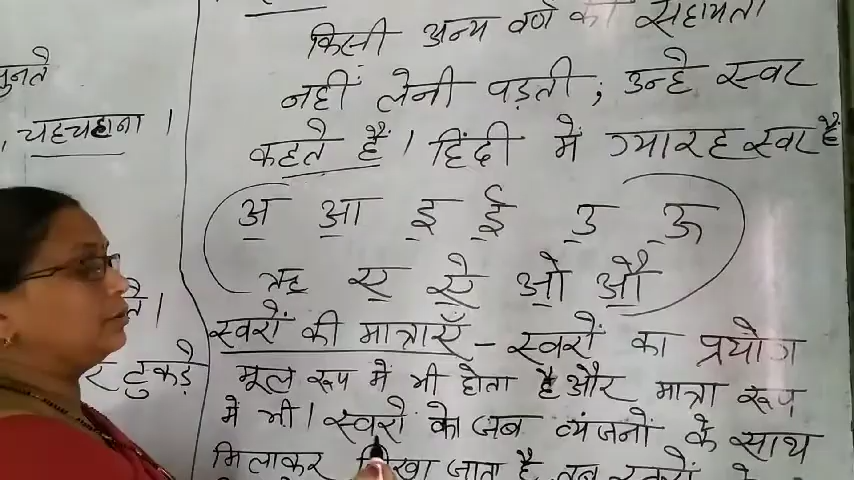 किसी अन्य वर्ण की सहायता
नहीं लेनी पड़ती; उन्हे स्वर
कहते हैं। हिंदी में ग्यारह स्वर हैं
अ आ इ ई उ ऊ
ऋ ए ऐ ओ औ
स्वरों की मात्राएँ - स्वरों का प्रयोग
मूल रूप में भी होता है और मात्रा रूप
में भी। स्वरों को जब व्यंजनों के साथ
मिलाकर लिखा जाता है तब स्वरों
सुनते
, चहचहाना।
टुकड़े